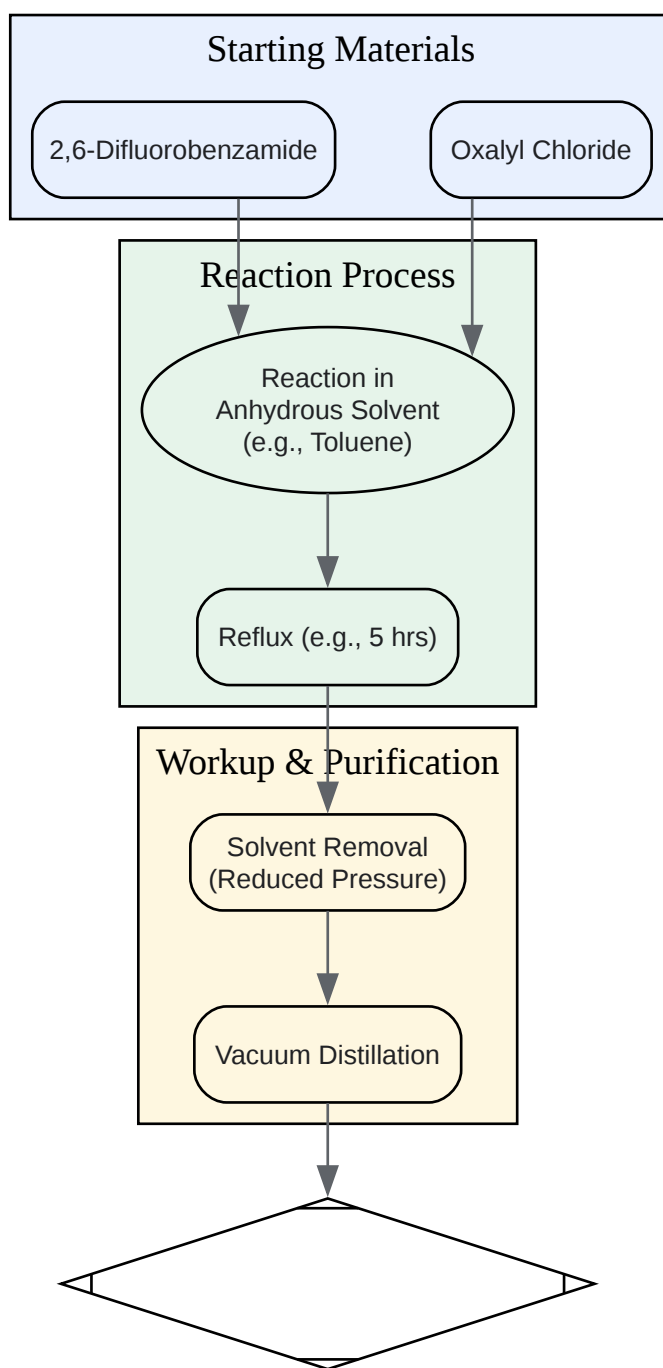 Starting Materials
2,6-Difluorobenzamide
Oxalyl Chloride
Reaction Process
Reaction in
Anhydrous Solvent
(e.g., Toluene)
Reflux (e.g., 5 hrs)
Workup & Purification
Solvent Removal
(Reduced Pressure)
Vacuum Distillation